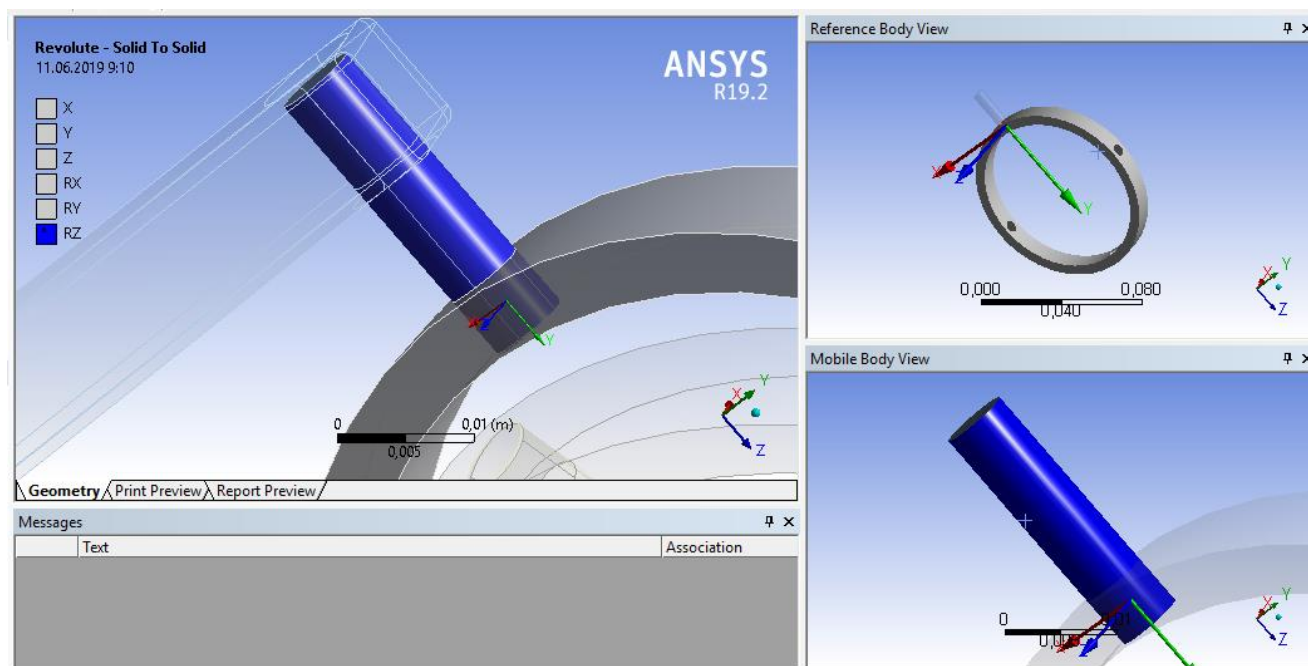 Revolute - Solid To Solid
11.06.2019 9:10
X
Y
Z
RX
RY
RZ
ANSYS
R19.2
X
Z
Y
0
0,01 (m)
0,005
X
Y
Z
Geometry
Print Preview
Report Preview
Messages
Text
Association
Reference Body View
X
Z
Y
0,000
0,080
0,040
X
Y
Z
Mobile Body View
0
X
Y
Z